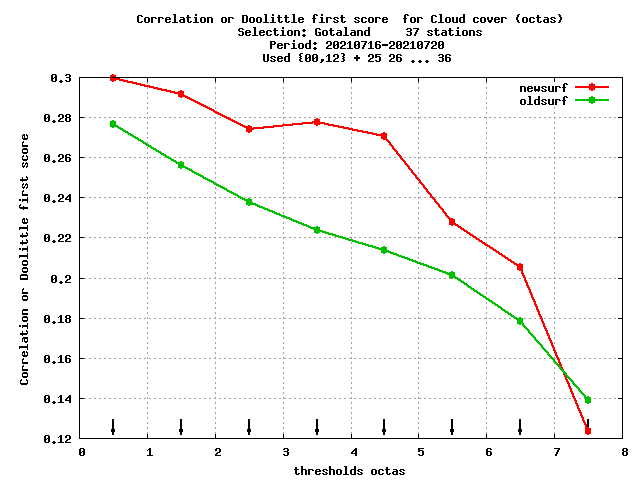 Correlation or Doolittle first score  for Cloud cover (octas)
Selection: Gotaland     37 stations
Period: 20210716-20210720
Used {00,12} + 25 26 ... 36
newsurf
oldsurf
Correlation or Doolittle first score
0.3
0.28
0.26
0.24
0.22
0.2
0.18
0.16
0.14
0.12
0 1 2 3 4 5 6 7 8
thresholds octas